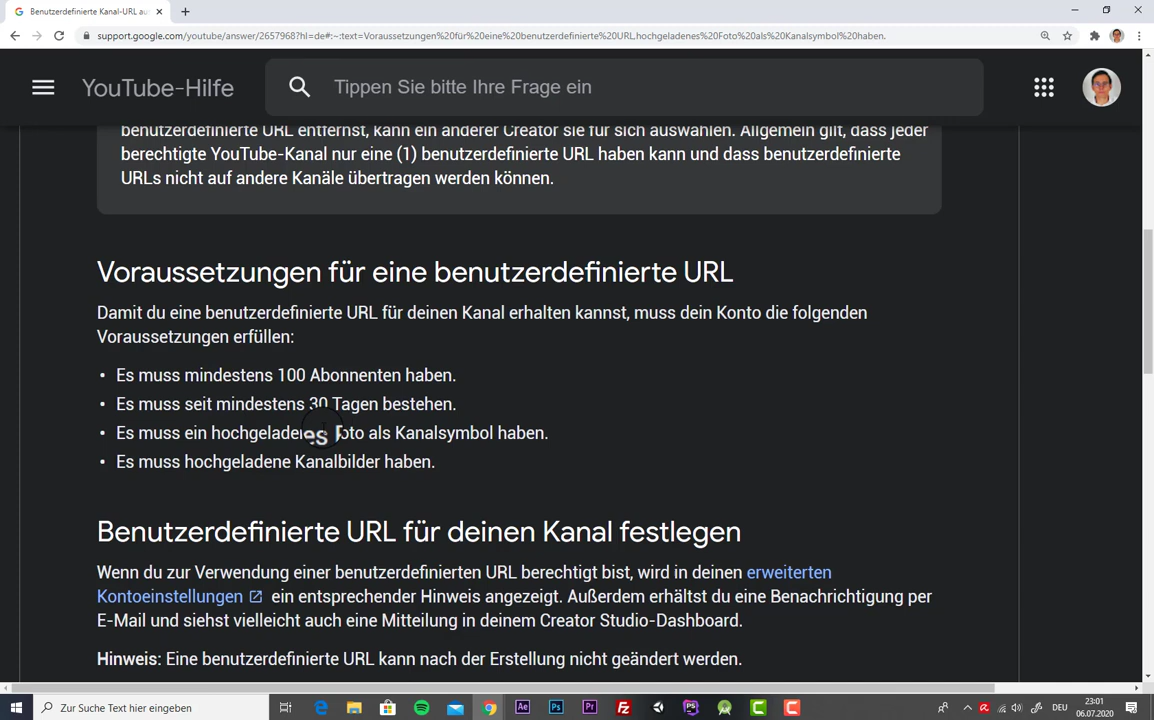 Benutzerdefinierte Kanal-URL au
support.google.com/youtube/answer/2657968?hl=de#:~:text=Voraussetzungen%20für%20eine%20benutzerdefinierte%20URL,hochgeladenes%20Foto%20als%20Kanalsymbol%20haben.
YouTube-Hilfe
Tippen Sie bitte Ihre Frage ein
benutzerdefinierte URL entfernst, kann ein anderer Creator sie für sich auswählen. Allgemein gilt, dass jeder
berechtigte YouTube-Kanal nur eine (1) benutzerdefinierte URL haben kann und dass benutzerdefinierte
URLs nicht auf andere Kanäle übertragen werden können.
Voraussetzungen für eine benutzerdefinierte URL
Damit du eine benutzerdefinierte URL für deinen Kanal erhalten kannst, muss dein Konto die folgenden
Voraussetzungen erfüllen:
• Es muss mindestens 100 Abonnenten haben.
• Es muss seit mindestens 30 Tagen bestehen.
• Es muss ein hochgeladenes Foto als Kanalsymbol haben.
• Es muss hochgeladene Kanalbilder haben.
Benutzerdefinierte URL für deinen Kanal festlegen
Wenn du zur Verwendung einer benutzerdefinierten URL berechtigt bist, wird in deinen erweiterten
Kontoeinstellungen ein entsprechender Hinweis angezeigt. Außerdem erhältst du eine Benachrichtigung per
E-Mail und siehst vielleicht auch eine Mitteilung in deinem Creator Studio-Dashboard.
Hinweis: Eine benutzerdefinierte URL kann nach der Erstellung nicht geändert werden.
Zur Suche Text hier eingeben
Ae
Ps
Pr
Fz
PS
C
C
DEU
23:01
06.07.2020